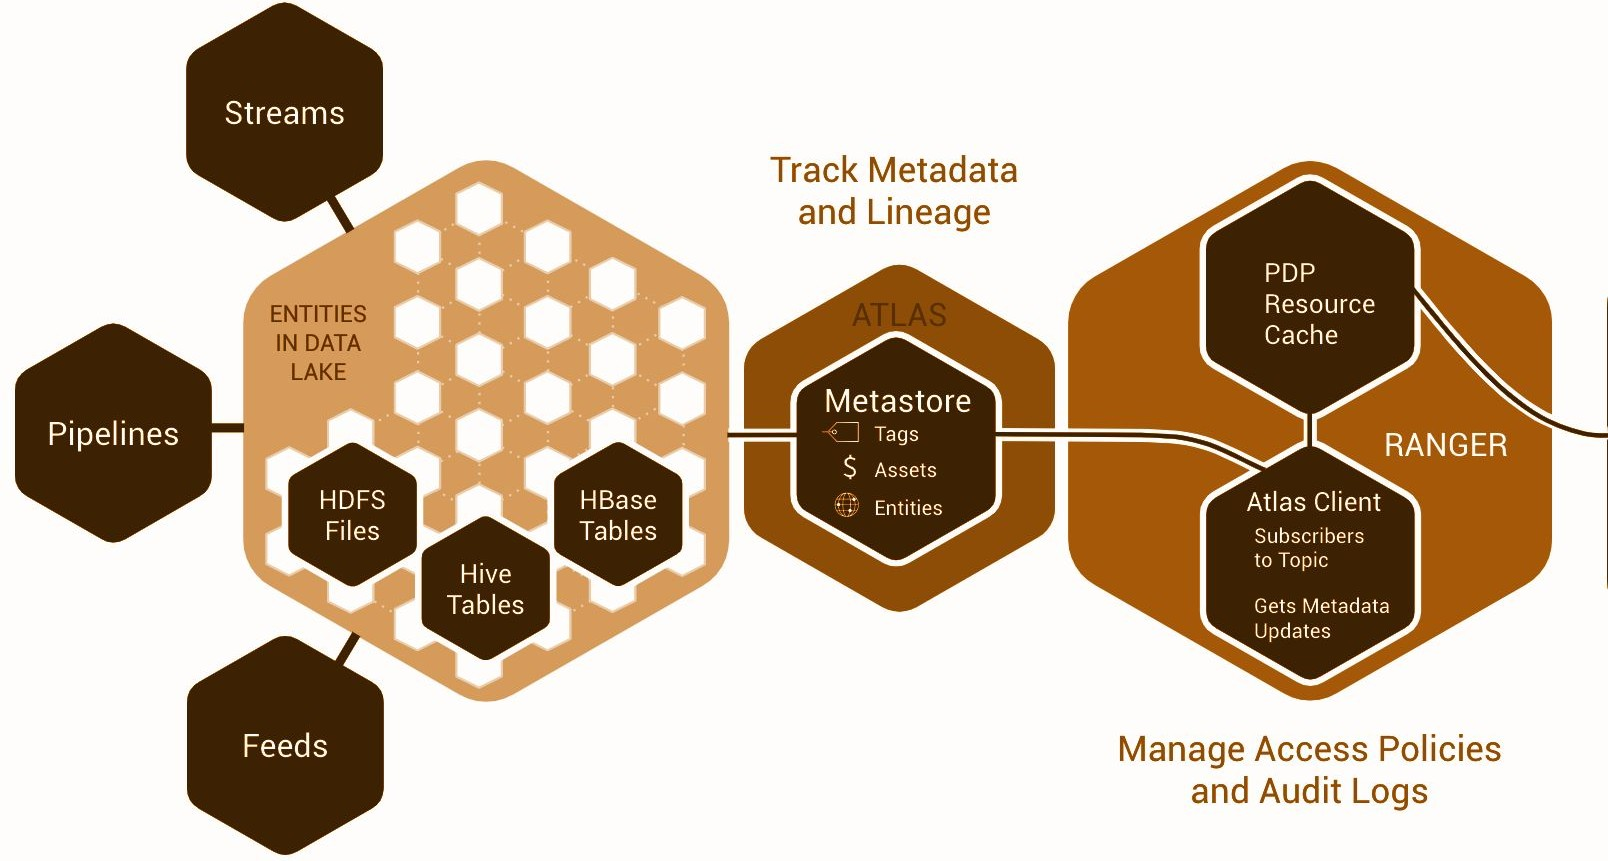 Streams
Pipelines
Feeds
ENTITIES
IN DATA
LAKE
HDFS
Files
Hive
Tables
HBase
Tables
Track Metadata
and Lineage
ATLAS
Metastore
Tags
$ Assets
Entities
PDP
Resource
Cache
RANGER
Atlas Client
Subscribers
to Topic
Gets Metadata
Updates
Manage Access Policies
and Audit Logs